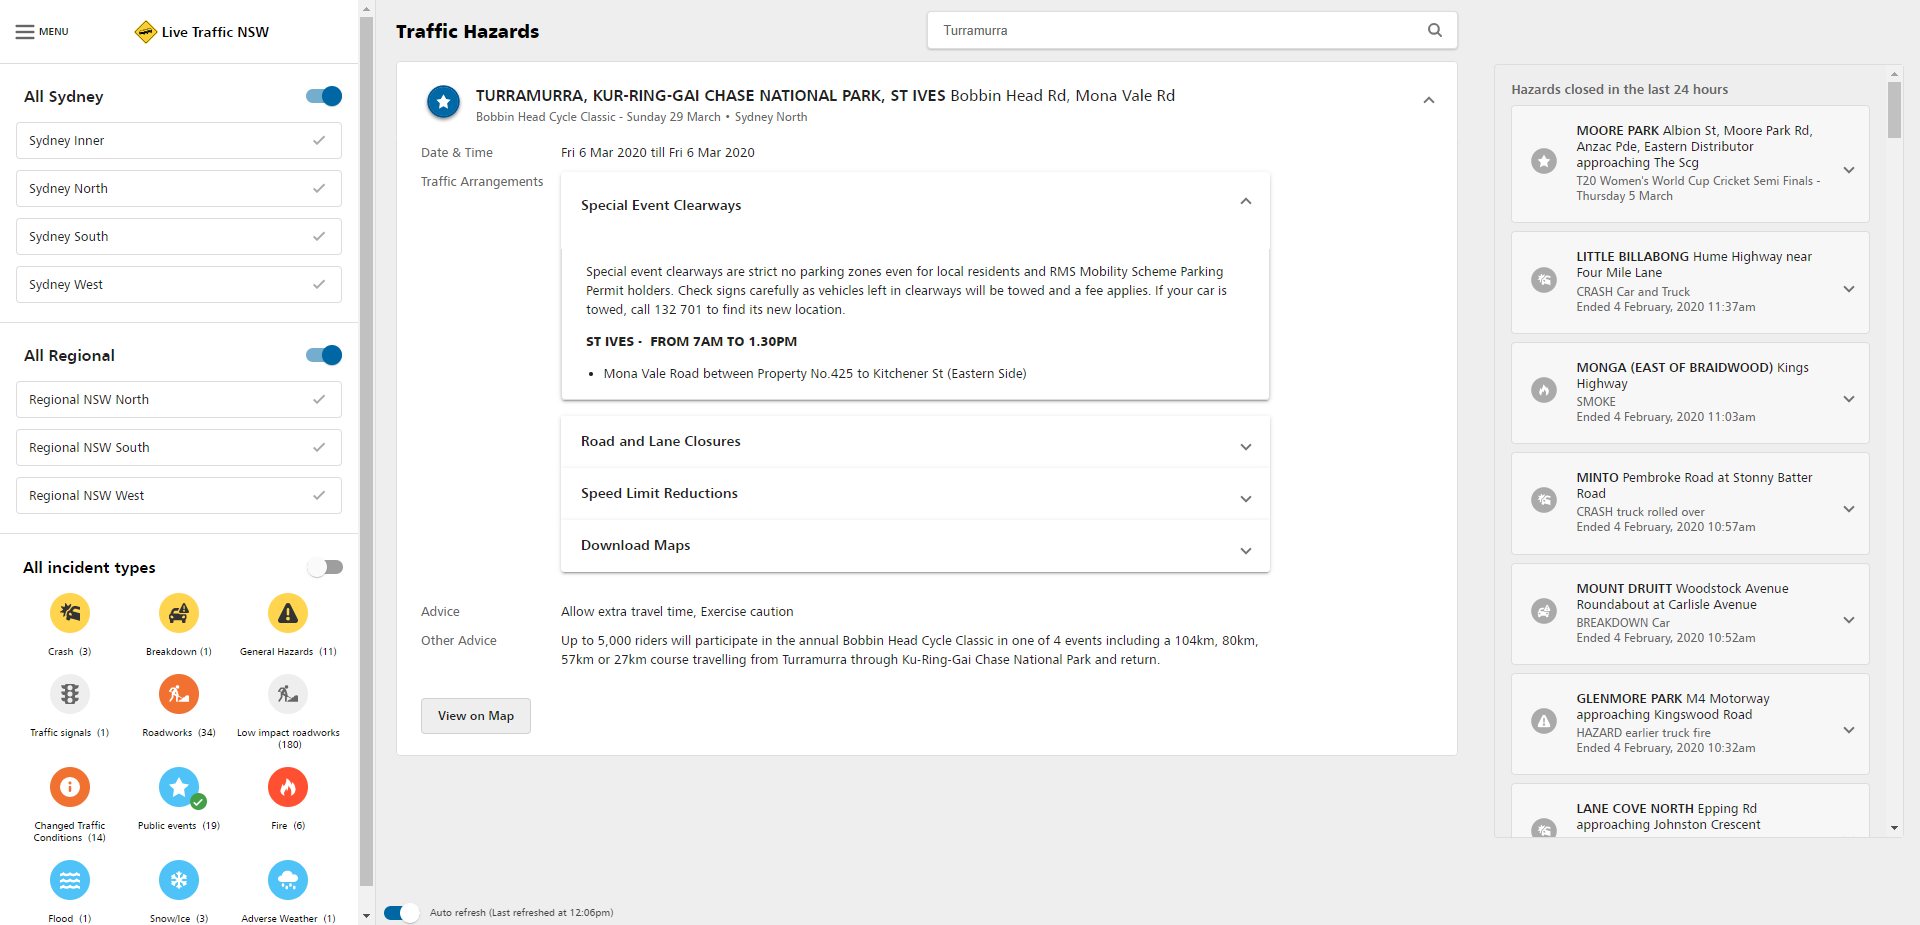 MENU
Live Traffic NSW
All Sydney
Sydney Inner
Sydney North
Sydney South
Sydney West
All Regional
Regional NSW North
Regional NSW South
Regional NSW West
All incident types
Crash (3)
Breakdown (1)
General Hazards (11)
Traffic signals (1)
Roadworks (34)
Low impact roadworks
(180)
Changed Traffic
Conditions (14)
Public events (19)
Fire (6)
Flood (1)
Snow/Ice (3)
Adverse Weather (1)
Traffic Hazards
Turramurra
TURRAMURRA, KUR-RING-GAI CHASE NATIONAL PARK, ST IVES Bobbin Head Rd, Mona Vale Rd
Bobbin Head Cycle Classic - Sunday 29 March • Sydney North
Date & Time
Fri 6 Mar 2020 till Fri 6 Mar 2020
Traffic Arrangements
Special Event Clearways
Special event clearways are strict no parking zones even for local residents and RMS Mobility Scheme Parking
Permit holders. Check signs carefully as vehicles left in clearways will be towed and a fee applies. If your car is
towed, call 132 701 to find its new location.
ST IVES - FROM 7AM TO 1.30PM
• Mona Vale Road between Property No.425 to Kitchener St (Eastern Side)
Road and Lane Closures
Speed Limit Reductions
Download Maps
Advice
Allow extra travel time, Exercise caution
Other Advice
Up to 5,000 riders will participate in the annual Bobbin Head Cycle Classic in one of 4 events including a 104km, 80km,
57km or 27km course travelling from Turramurra through Ku-Ring-Gai Chase National Park and return.
View on Map
Auto refresh (Last refreshed at 12:06pm)
Hazards closed in the last 24 hours
MOORE PARK Albion St, Moore Park Rd,
Anzac Pde, Eastern Distributor
approaching The Scg
T20 Women's World Cup Cricket Semi Finals -
Thursday 5 March
LITTLE BILLABONG Hume Highway near
Four Mile Lane
CRASH Car and Truck
Ended 4 February, 2020 11:37am
MONGA (EAST OF BRAIDWOOD) Kings
Highway
SMOKE
Ended 4 February, 2020 11:03am
MINTO Pembroke Road at Stonny Batter
Road
CRASH truck rolled over
Ended 4 February, 2020 10:57am
MOUNT DRUITT Woodstock Avenue
Roundabout at Carlisle Avenue
BREAKDOWN Car
Ended 4 February, 2020 10:52am
GLENMORE PARK M4 Motorway
approaching Kingswood Road
HAZARD earlier truck fire
Ended 4 February, 2020 10:32am
LANE COVE NORTH Epping Rd
approaching Johnston Crescent